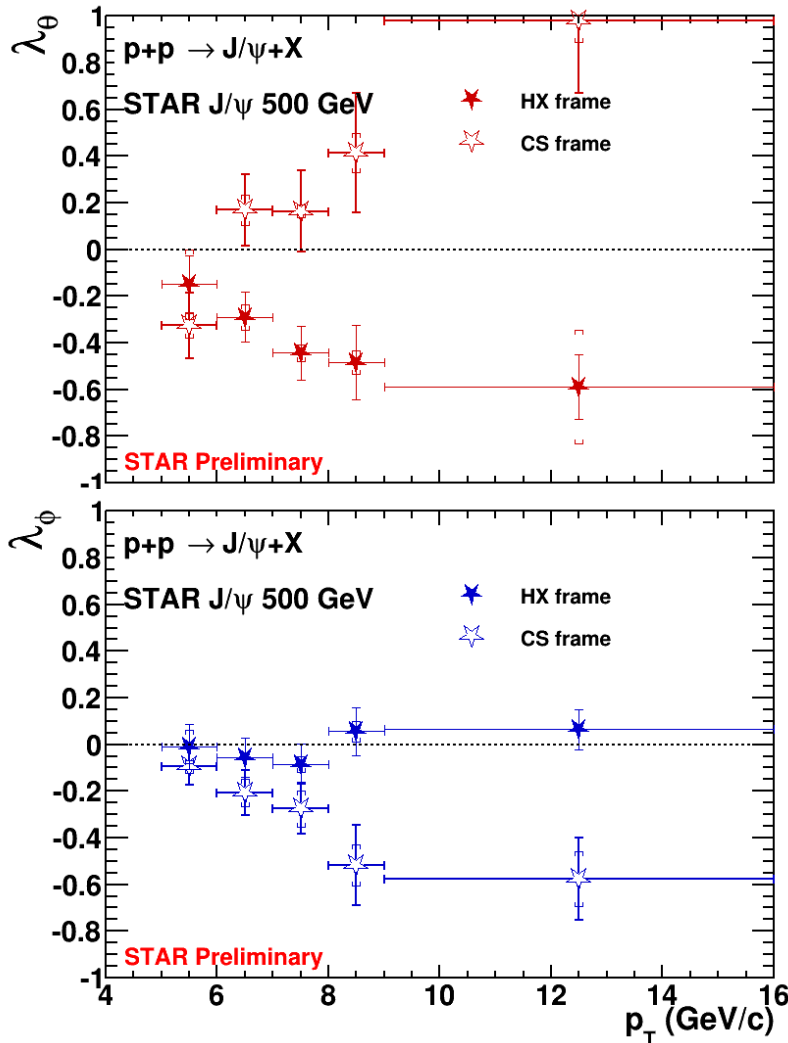 λθ
1
0.8
0.6
0.4
0.2
0
-0.2
-0.4
-0.6
-0.8
-1
p+p → J/ψ+X
STAR J/ψ 500 GeV
HX frame
CS frame
STAR Preliminary
λϕ
1
0.8
0.6
0.4
0.2
0
-0.2
-0.4
-0.6
-0.8
-1
p+p → J/ψ+X
STAR J/ψ 500 GeV
HX frame
CS frame
STAR Preliminary
4 6 8 10 12 14 16
pT (GeV/c)